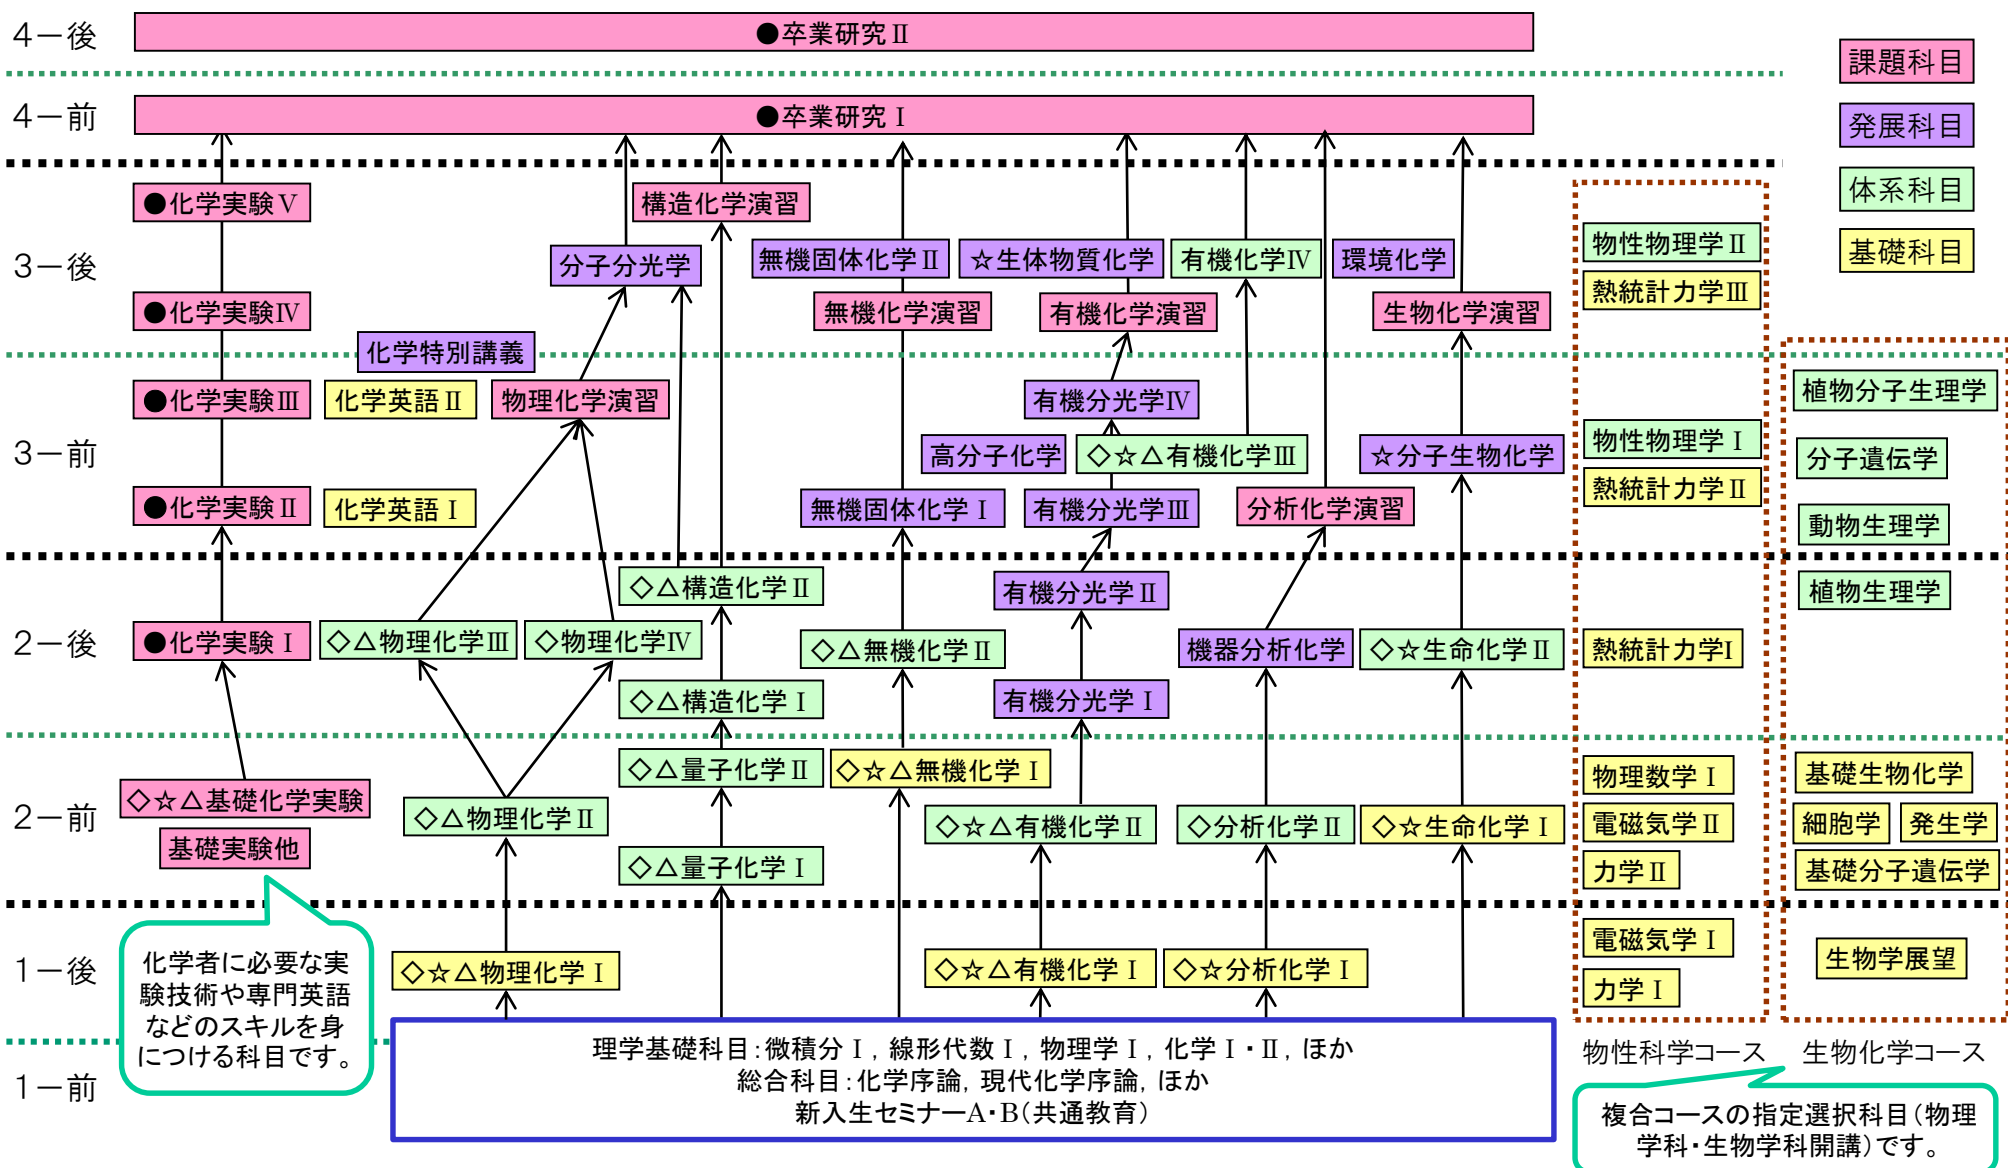 4－後
●卒業研究Ⅱ
課題科目
4－前
●卒業研究Ⅰ
発展科目
体系科目
基礎科目
3－後
●化学実験Ⅴ
構造化学演習
分子分光学
無機固体化学Ⅱ
☆生体物質化学
有機化学Ⅳ
環境化学
物性物理学Ⅱ
熱統計力学Ⅲ
●化学実験Ⅳ
無機化学演習
有機化学演習
生物化学演習
化学特別講義
3－前
●化学実験Ⅲ
化学英語Ⅱ
物理化学演習
有機分光学Ⅳ
高分子化学
◇☆△有機化学Ⅲ
☆分子生物化学
物性物理学Ⅰ
熱統計力学Ⅱ
植物分子生理学
分子遺伝学
動物生理学
●化学実験Ⅱ
化学英語Ⅰ
無機固体化学Ⅰ
有機分光学Ⅲ
分析化学演習
2－後
◇△構造化学Ⅱ
有機分光学Ⅱ
植物生理学
●化学実験Ⅰ
◇△物理化学Ⅲ
◇物理化学Ⅳ
◇△無機化学Ⅱ
機器分析化学
◇☆生命化学Ⅱ
熱統計力学Ⅰ
◇△構造化学Ⅰ
有機分光学Ⅰ
2－前
◇△量子化学Ⅱ
◇☆△無機化学Ⅰ
物理数学Ⅰ
基礎生物化学
◇☆△基礎化学実験
◇△物理化学Ⅱ
◇☆△有機化学Ⅱ
◇分析化学Ⅱ
◇☆生命化学Ⅰ
電磁気学Ⅱ
細胞学
発生学
基礎実験他
◇△量子化学Ⅰ
力学Ⅱ
基礎分子遺伝学
1－後
◇☆△物理化学Ⅰ
◇☆△有機化学Ⅰ
◇☆分析化学Ⅰ
電磁気学Ⅰ
力学Ⅰ
生物学展望
化学者に必要な実
験技術や専門英語
などのスキルを身
につける科目です。
1－前
理学基礎科目：微積分Ⅰ，線形代数Ⅰ，物理学Ⅰ，化学Ⅰ・Ⅱ，ほか
総合科目：化学序論，現代化学序論，ほか
新入生セミナーA・B（共通教育）
物性科学コース
生物化学コース
複合コースの指定選択科目（物理
学科・生物学科開講）です。